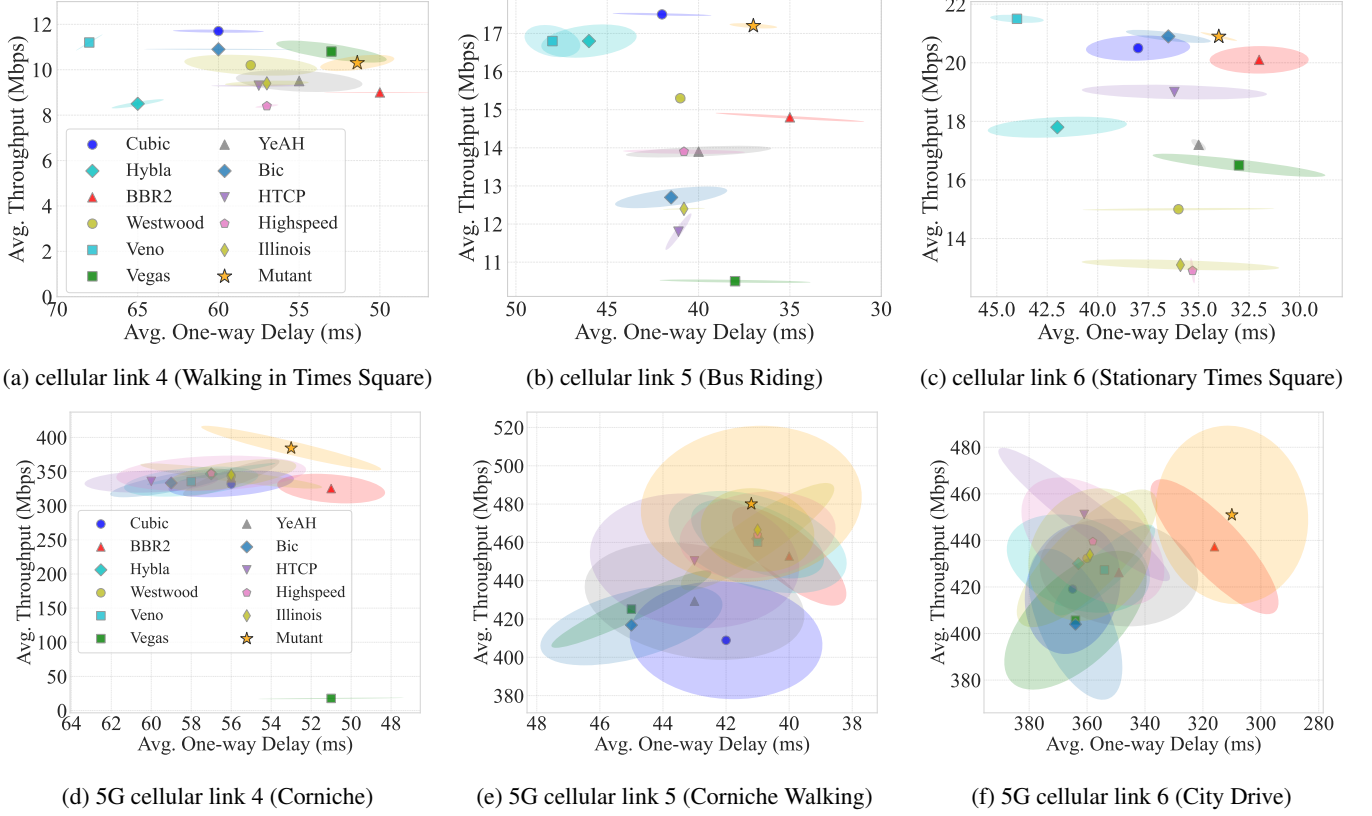 Avg. Throughput (Mbps)
12
10
8
6
4
2
0
Cubic
Hybla
BBR2
Westwood
Veno
Vegas
YeAH
Bic
HTCP
Highspeed
Illinois
Mutant
70 65 60 55 50
Avg. One-way Delay (ms)
(a) cellular link 4 (Walking in Times Square)
Avg. Throughput (Mbps)
17
16
15
14
13
12
11
50 45 40 35 30
Avg. One-way Delay (ms)
(b) cellular link 5 (Bus Riding)
Avg. Throughput (Mbps)
22
20
18
16
14
45.0 42.5 40.0 37.5 35.0 32.5 30.0
Avg. One-way Delay (ms)
(c) cellular link 6 (Stationary Times Square)
Avg. Throughput (Mbps)
400
350
300
250
200
150
100
50
0
Cubic
BBR2
Hybla
Westwood
Veno
Vegas
YeAH
Bic
HTCP
Highspeed
Illinois
Mutant
64 62 60 58 56 54 52 50 48
Avg. One-way Delay (ms)
(d) 5G cellular link 4 (Corniche)
Avg. Throughput (Mbps)
520
500
480
460
440
420
400
380
48 46 44 42 40 38
Avg. One-way Delay (ms)
(e) 5G cellular link 5 (Corniche Walking)
Avg. Throughput (Mbps)
480
460
440
420
400
380
380 360 340 320 300 280
Avg. One-way Delay (ms)
(f) 5G cellular link 6 (City Drive)